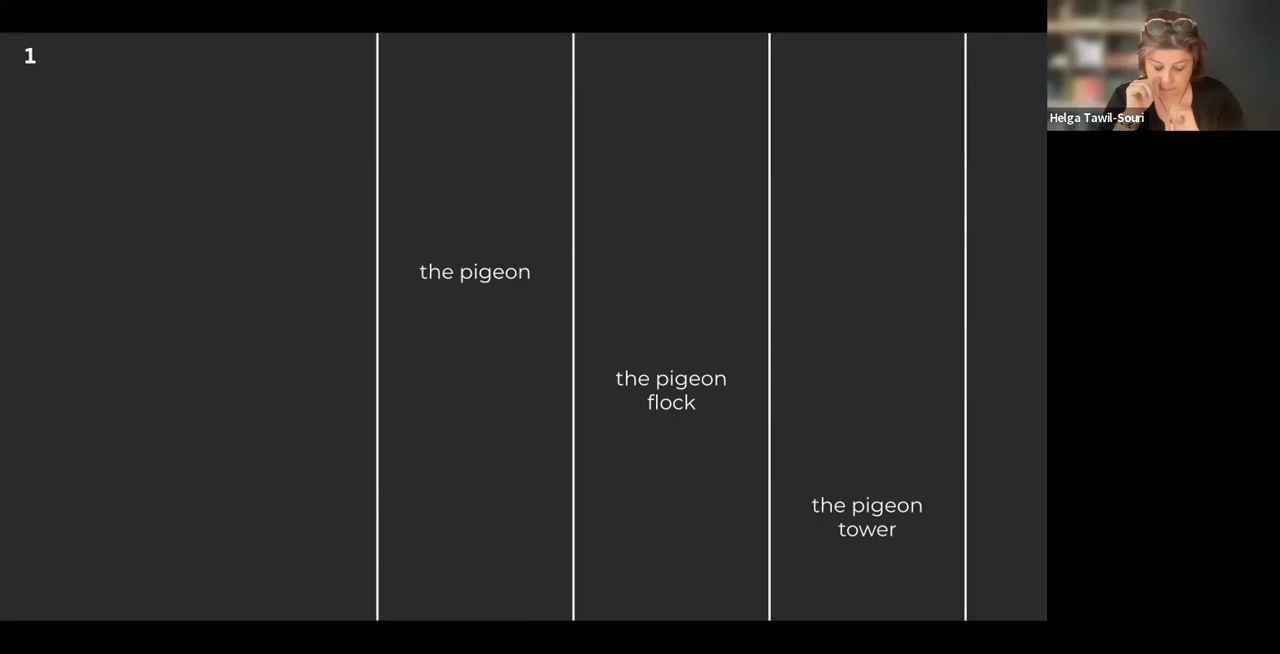 1
the pigeon
the pigeon
flock
the pigeon
tower
Helga Tawil-Souri